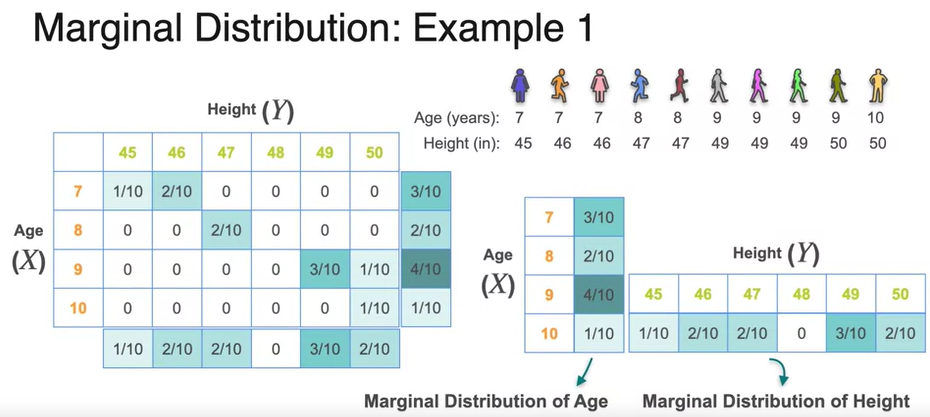 Marginal Distribution: Example 1
Age (years): 7 7 7 8 8 9 9 9 9 10
Height (in): 45 46 46 47 47 49 49 49 50 50
Height (Y)
45 46 47 48 49 50
7 1/10 2/10 0 0 0 0 3/10
Age
(X)
8 0 0 2/10 0 0 0 2/10
9 0 0 0 0 3/10 1/10 4/10
10 0 0 0 0 0 1/10 1/10
1/10 2/10 2/10 0 3/10 2/10
Age
(X)
7 3/10
8 2/10
9 4/10
10 1/10
Height (Y)
45 46 47 48 49 50
1/10 2/10 2/10 0 3/10 2/10
Marginal Distribution of Age
Marginal Distribution of Height